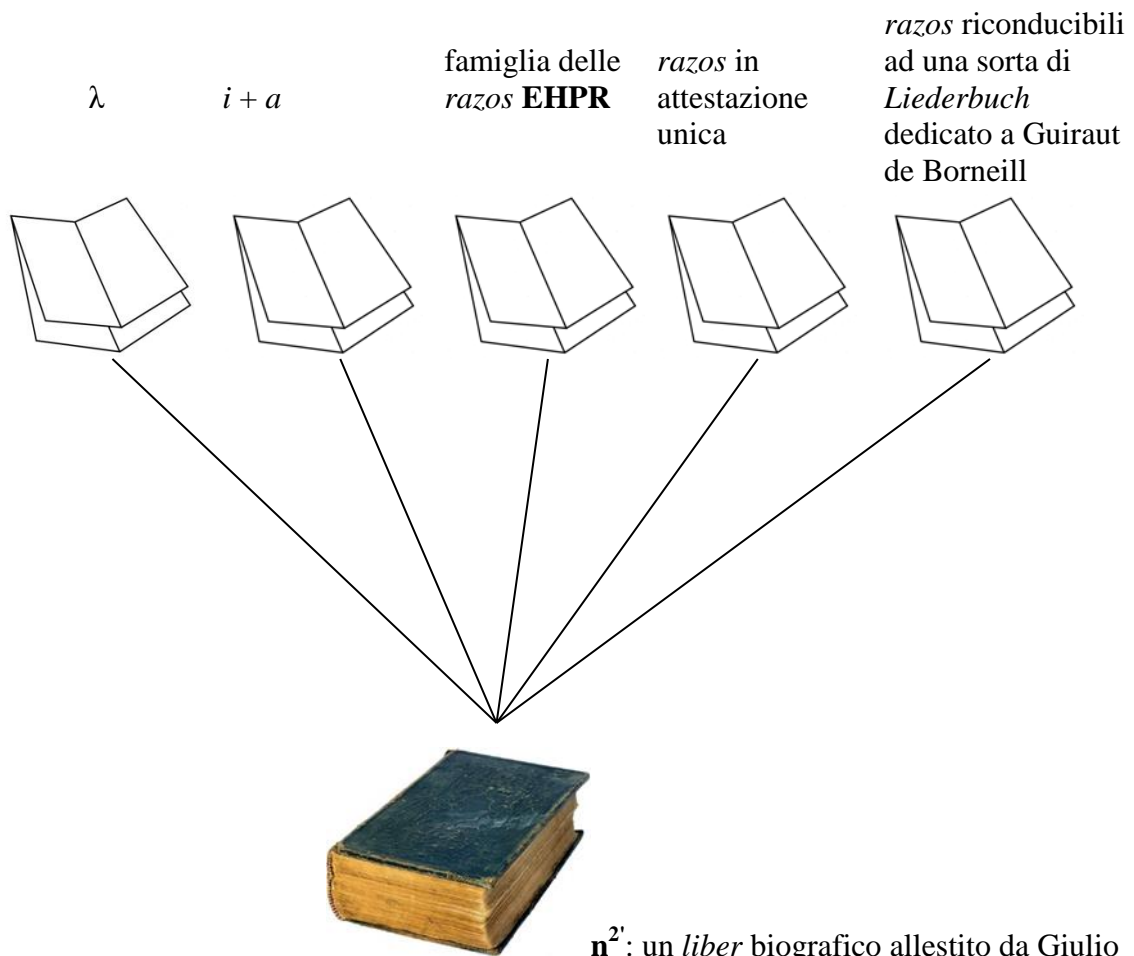 λ
i + a
famiglia delle
razos EHPR
razos in
attestazione
unica
razos riconducibili
ad una sorta di
Liederbuch
dedicato a Guiraut
de Borneill
n²': un liber biografico allestito da Giulio